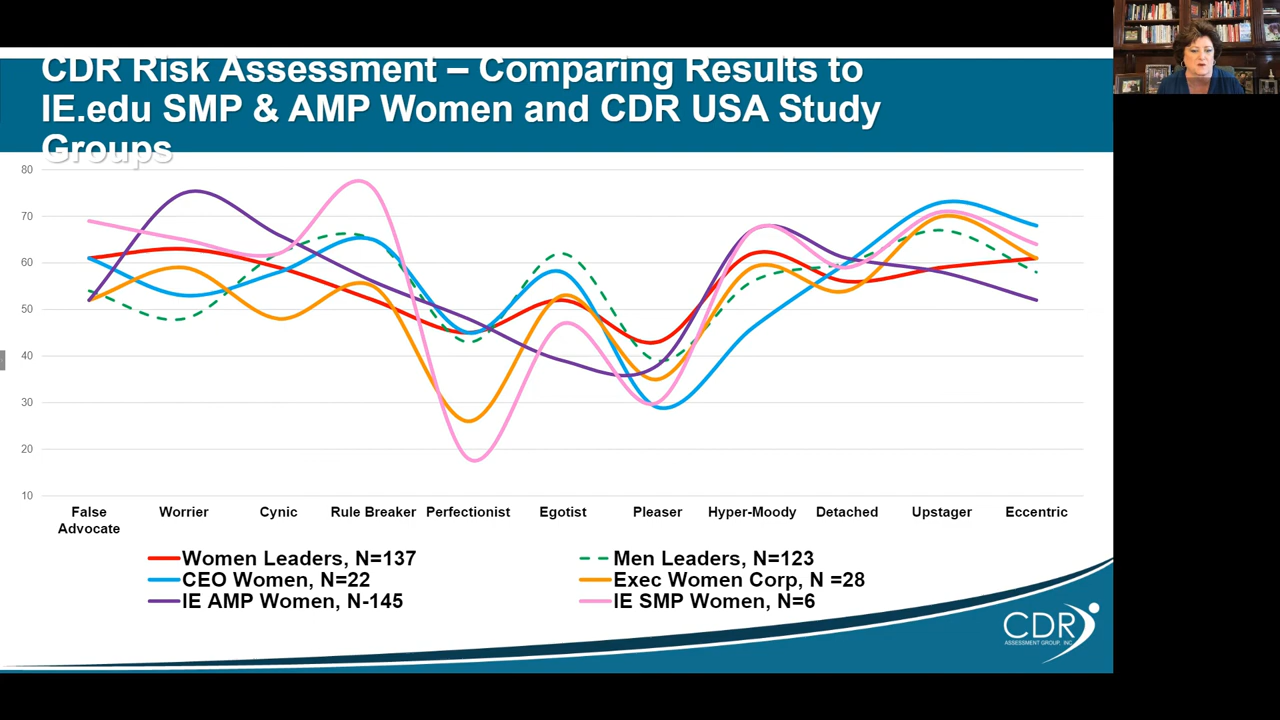 CDR Risk Assessment – Comparing Results to
IE.edu SMP & AMP Women and CDR USA Study
Groups
80
70
60
50
40
30
20
10
False Advocate
Worrier
Cynic
Rule Breaker
Perfectionist
Egotist
Pleaser
Hyper-Moody
Detached
Upstager
Eccentric
Women Leaders, N=137
Men Leaders, N=123
CEO Women, N=22
Exec Women Corp, N =28
IE AMP Women, N-145
IE SMP Women, N=6
CDR
ASSESSMENT GROUP, INC.